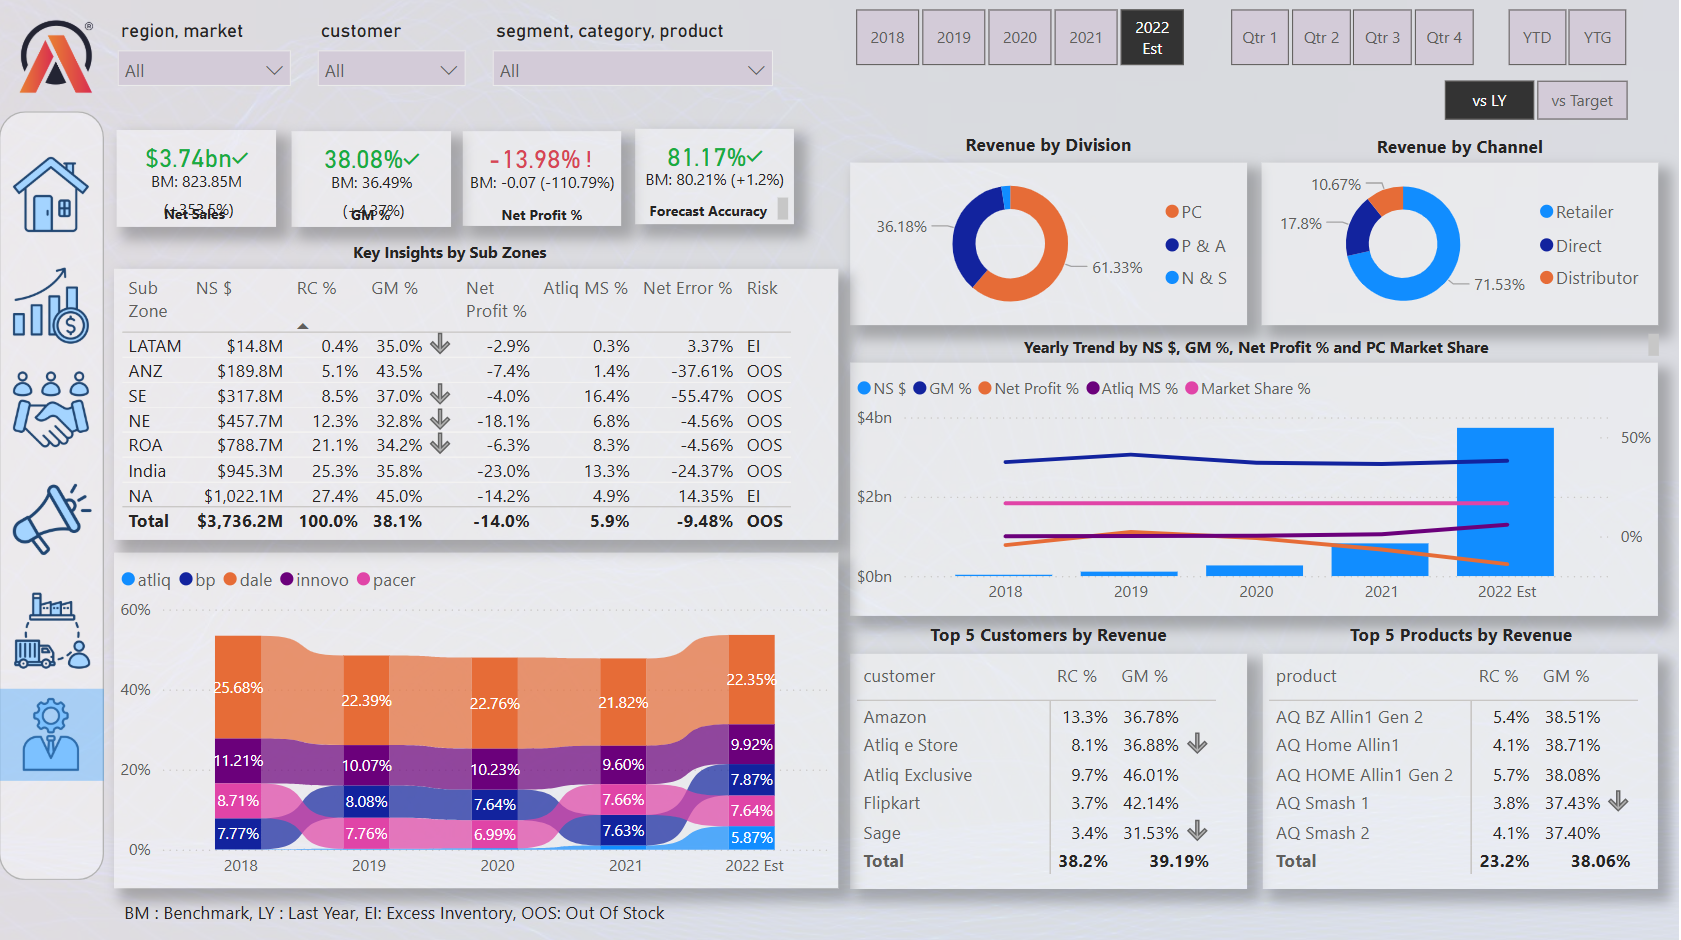 ®
region, market
customer
segment, category, product
All
All
All
2018
2019
2020
2021
2022 Est
Qtr 1
Qtr 2
Qtr 3
Qtr 4
YTD
YTG
vs LY
vs Target
$3.74bn
BM: 823.85M
(+353.5%)
Net Sales
38.08%
BM: 36.49%
(+4.37%)
GM %
-13.98% !
BM: -0.07 (-110.79%)
Net Profit %
81.17%
BM: 80.21% (+1.2%)
Forecast Accuracy
Revenue by Division
36.18%
61.33%
PC
P & A
N & S
Revenue by Channel
10.67%
17.8%
71.53%
Retailer
Direct
Distributor
Key Insights by Sub Zones
Sub Zone NS $ RC % GM % Net Profit % Atliq MS % Net Error % Risk
LATAM $14.8M 0.4% 35.0% -2.9% 0.3% 3.37% EI
ANZ $189.8M 5.1% 43.5% -7.4% 1.4% -37.61% OOS
SE $317.8M 8.5% 37.0% -4.0% 16.4% -55.47% OOS
NE $457.7M 12.3% 32.8% -18.1% 6.8% -4.56% OOS
ROA $788.7M 21.1% 34.2% -6.3% 8.3% -4.56% OOS
India $945.3M 25.3% 35.8% -23.0% 13.3% -24.37% OOS
NA $1,022.1M 27.4% 45.0% -14.2% 4.9% 14.35% EI
Total $3,736.2M 100.0% 38.1% -14.0% 5.9% -9.48% OOS
Yearly Trend by NS $, GM %, Net Profit % and PC Market Share
NS $ GM % Net Profit % Atliq MS % Market Share %
$4bn
50%
$2bn
0%
$0bn
2018 2019 2020 2021 2022 Est
atliq bp dale innovo pacer
60%
40%
20%
0%
25.68% 22.39% 22.76% 21.82% 22.35%
11.21% 10.07% 10.23% 9.60% 9.92%
8.71% 8.08% 7.64% 7.66% 7.87%
7.77% 7.76% 6.99% 7.63% 7.64%
5.87%
2018 2019 2020 2021 2022 Est
Top 5 Customers by Revenue
customer RC % GM %
Amazon 13.3% 36.78%
Atliq e Store 8.1% 36.88%
Atliq Exclusive 9.7% 46.01%
Flipkart 3.7% 42.14%
Sage 3.4% 31.53%
Total 38.2% 39.19%
Top 5 Products by Revenue
product RC % GM %
AQ BZ Allin1 Gen 2 5.4% 38.51%
AQ Home Allin1 4.1% 38.71%
AQ HOME Allin1 Gen 2 5.7% 38.08%
AQ Smash 1 3.8% 37.43%
AQ Smash 2 4.1% 37.40%
Total 23.2% 38.06%
BM : Benchmark, LY : Last Year, EI: Excess Inventory, OOS: Out Of Stock